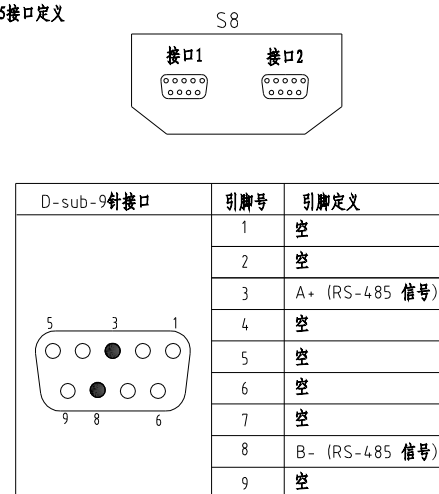 5接口定义
S8
接口1 接口2
D-sub-9针接口 引脚号 引脚定义
1 空
2 空
3 A+ (RS-485 信号)
4 空
5 空
6 空
7 空
8 B- (RS-485 信号)
9 空
5 3 1
9 8 6